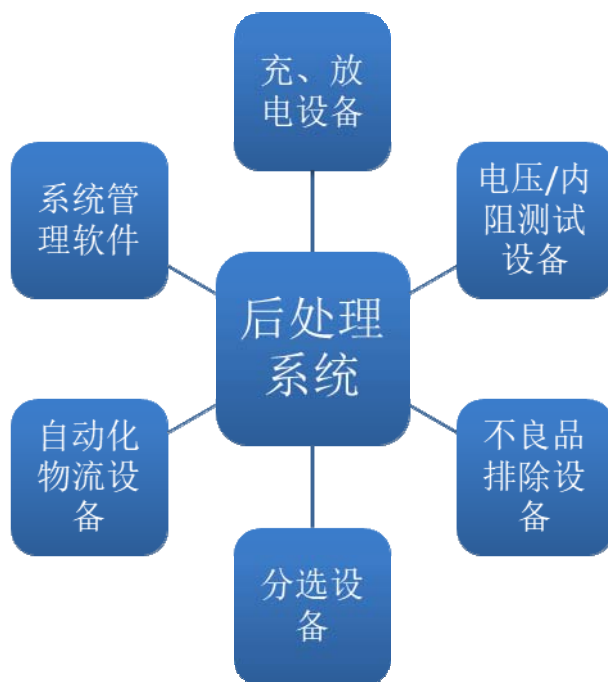 充、放
电设备
系统管
理软件
电压/内
阻测试
设备
后处理
系统
自动化
物流设
备
不良品
排除设
备
分选设
备